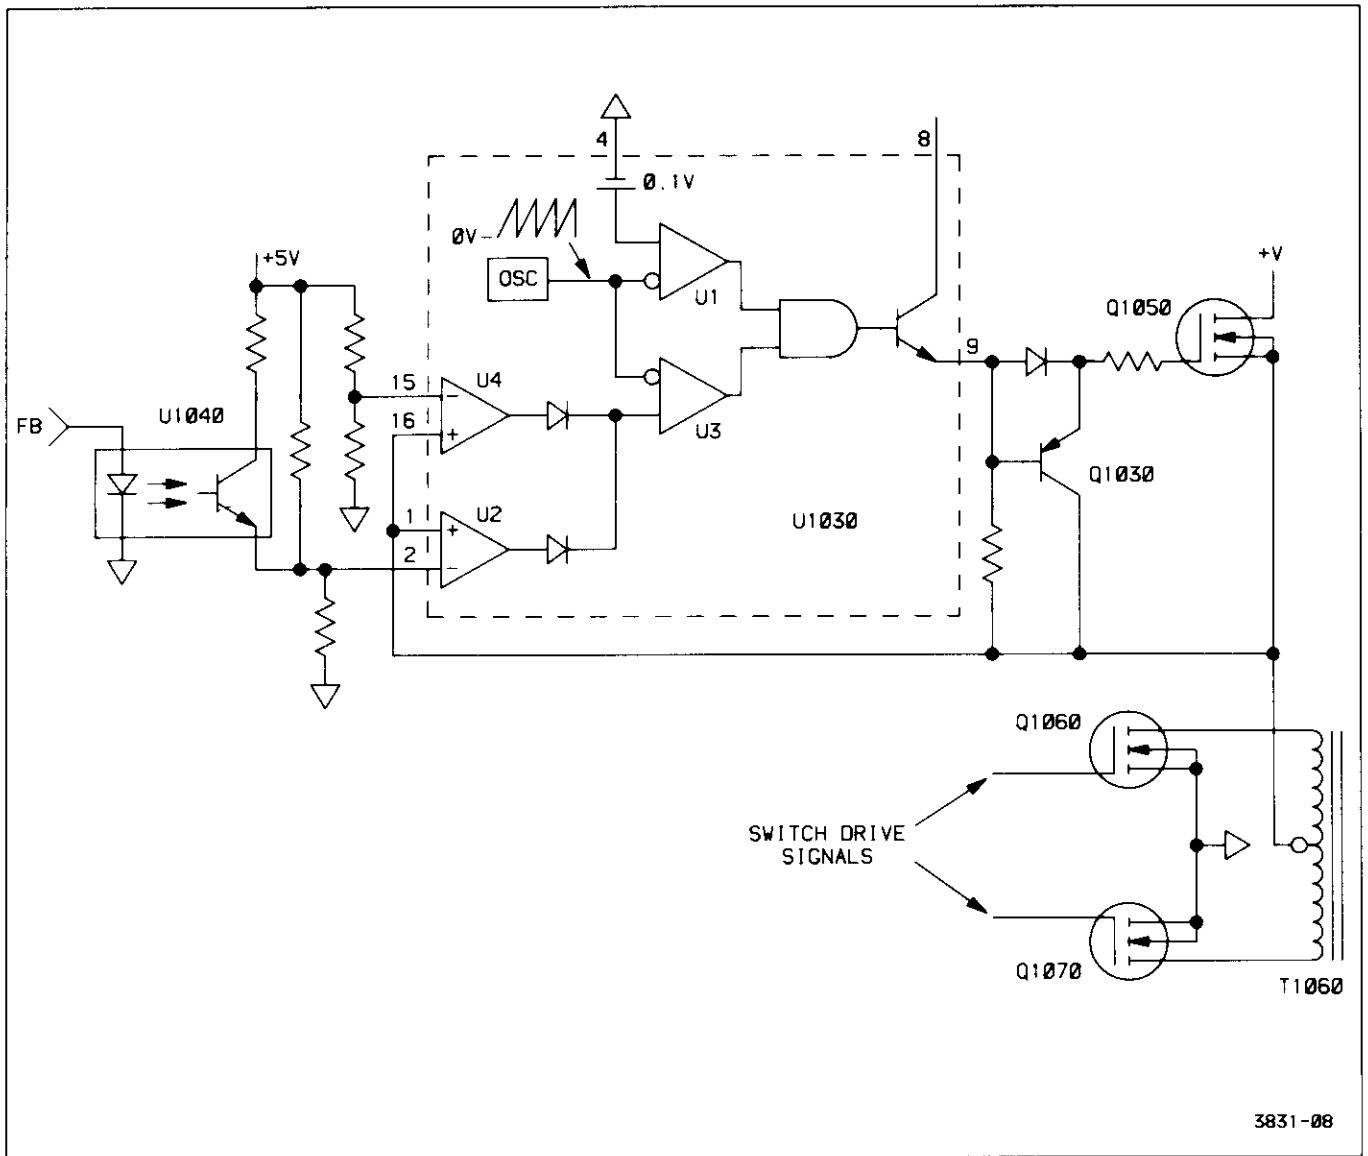 4
8
0.1V
0V
+5V
OSC
U1
+V
Q1050
9
15
U4
FB
U1040
16
U3
Q1030
1
U2
U1030
2
Q1060
SWITCH DRIVE
SIGNALS
Q1070
T1060
3831-08